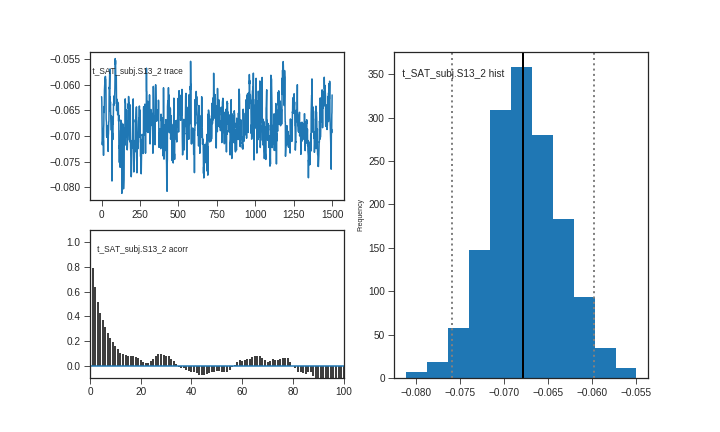 t_SAT_subj.S13_2 trace
−0.055
−0.060
−0.065
−0.070
−0.075
−0.080
0 250 500 750 1000 1250 1500
t_SAT_subj.S13_2 acorr
1.0
0.8
0.6
0.4
0.2
0.0
0 20 40 60 80 100
t_SAT_subj.S13_2 hist
Frequency
350
300
250
200
150
100
50
0
−0.080 −0.075 −0.070 −0.065 −0.060 −0.055